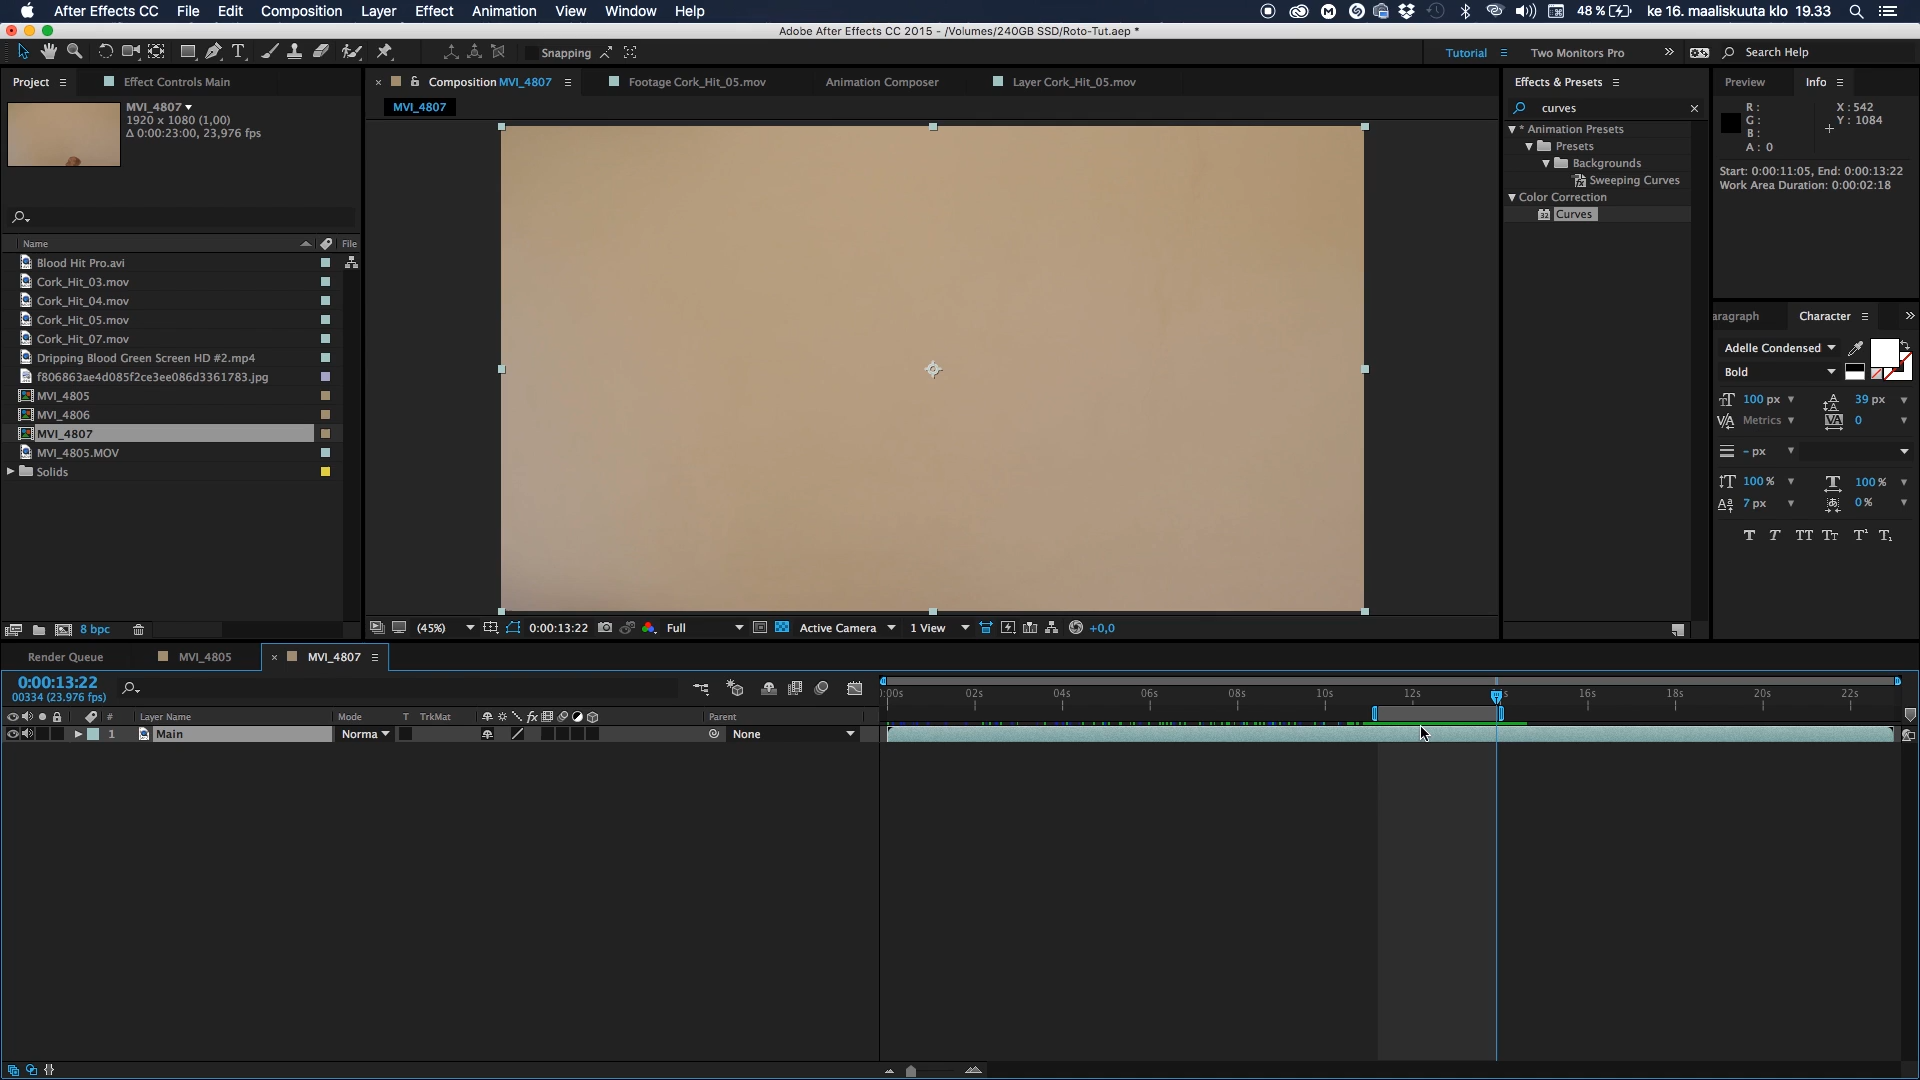 After Effects CC File Edit Composition Layer Effect Animation View Window Help 48 % ke 16. maaliskuuta klo 19.33
Adobe After Effects CC 2015 - /Volumes/240GB SSD/Roto-Tut.aep *
Snapping Tutorial Two Monitors Pro » Search Help
Project Effect Controls Main
MVI_4807
1920 x 1080 (1,00)
Δ 0:00:23:00, 23,976 fps
Name File
Blood Hit Pro.avi
Cork_Hit_03.mov
Cork_Hit_04.mov
Cork_Hit_05.mov
Cork_Hit_07.mov
Dripping Blood Green Screen HD #2.mp4
f806863ae4d085f2ce3ee086d3361783.jpg
MVI_4805
MVI_4806
MVI_4807
MVI_4805.MOV
Solids
8 bpc
× Composition MVI_4807 Footage Cork_Hit_05.mov Animation Composer Layer Cork_Hit_05.mov
MVI_4807
(45%) 0:00:13:22 Full Active Camera 1 View +0,0
Effects & Presets
curves
* Animation Presets
Presets
Backgrounds
Sweeping Curves
Color Correction
Curves
Preview Info
R :
G :
B :
A : 0
X : 542
Y : 1084
Start: 0:00:11:05, End: 0:00:13:22
Work Area Duration: 0:00:02:18
aragraph Character »
Adelle Condensed
Bold
100 px 39 px
Metrics 0
- px
100 % 100 %
7 px 0 %
T T TT Tt T¹ T₁
Render Queue MVI_4805 × MVI_4807
0:00:13:22
00334 (23.976 fps)
# Layer Name Mode T TrkMat Parent
1 Main Norma None
):00s 02s 04s 06s 08s 10s 12s s 16s 18s 20s 22s